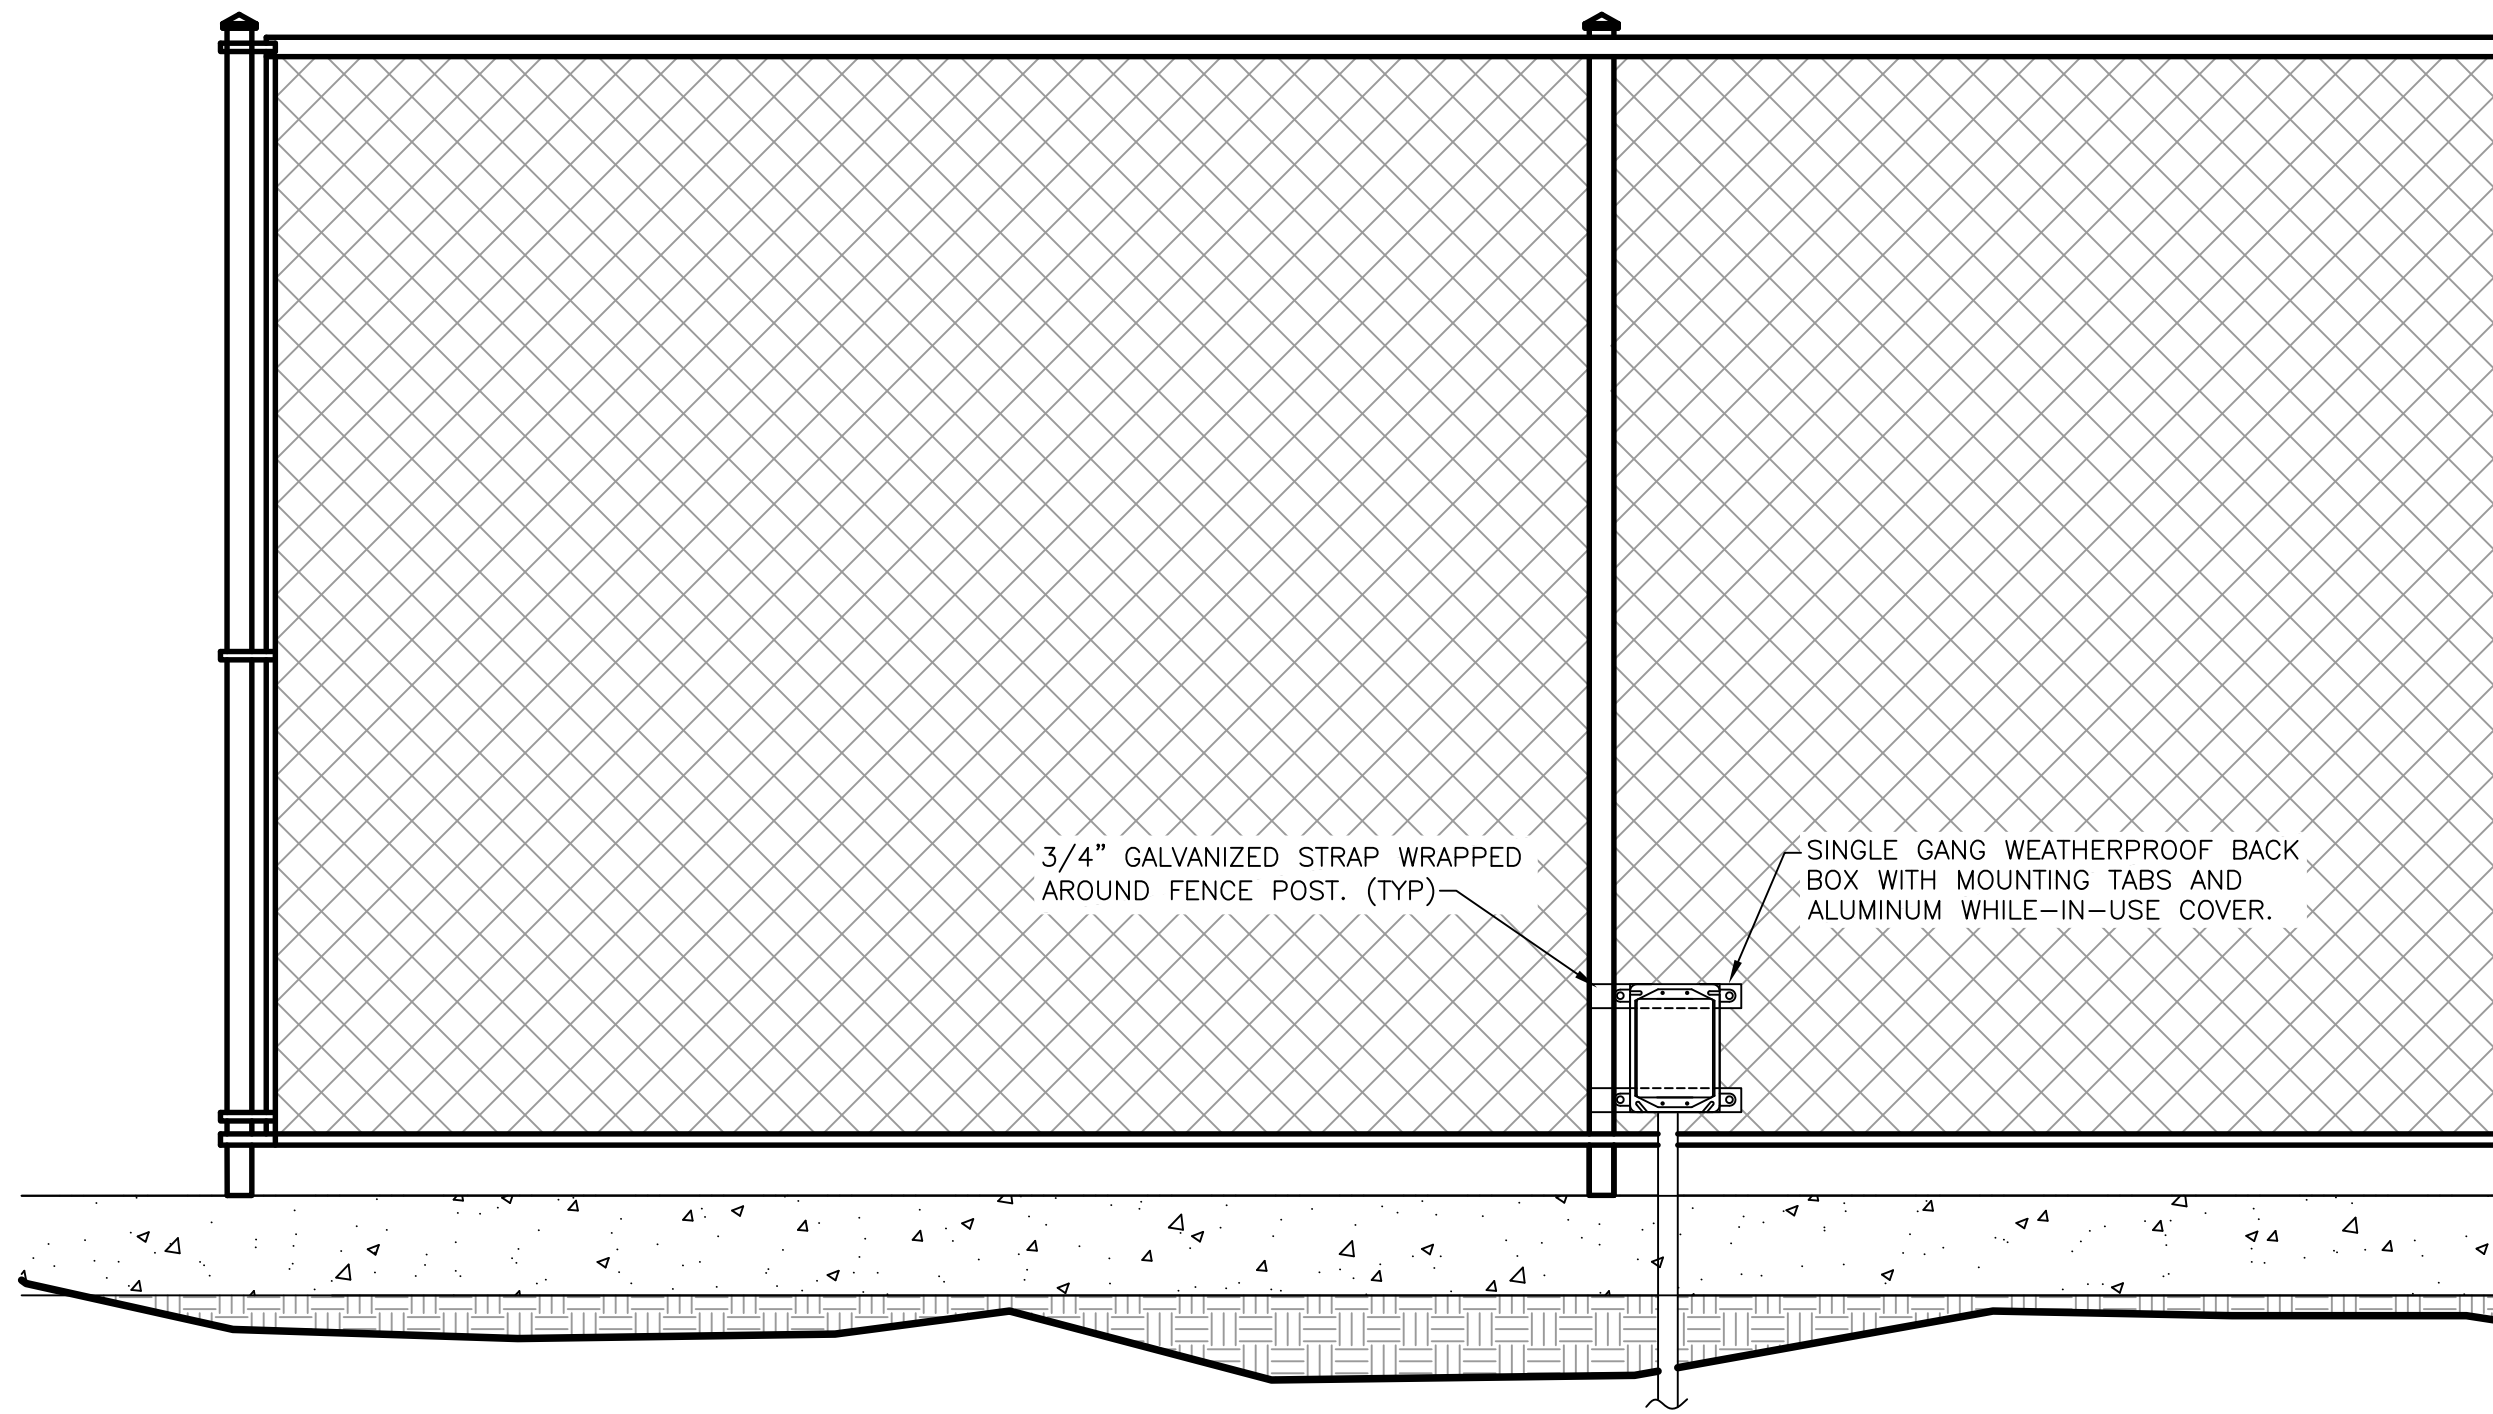 3/4" GALVANIZED STRAP WRAPPED
AROUND FENCE POST. (TYP)
SINGLE GANG WEATHERPROOF BACK
BOX WITH MOUNTING TABS AND
ALUMINUM WHILE-IN-USE COVER.